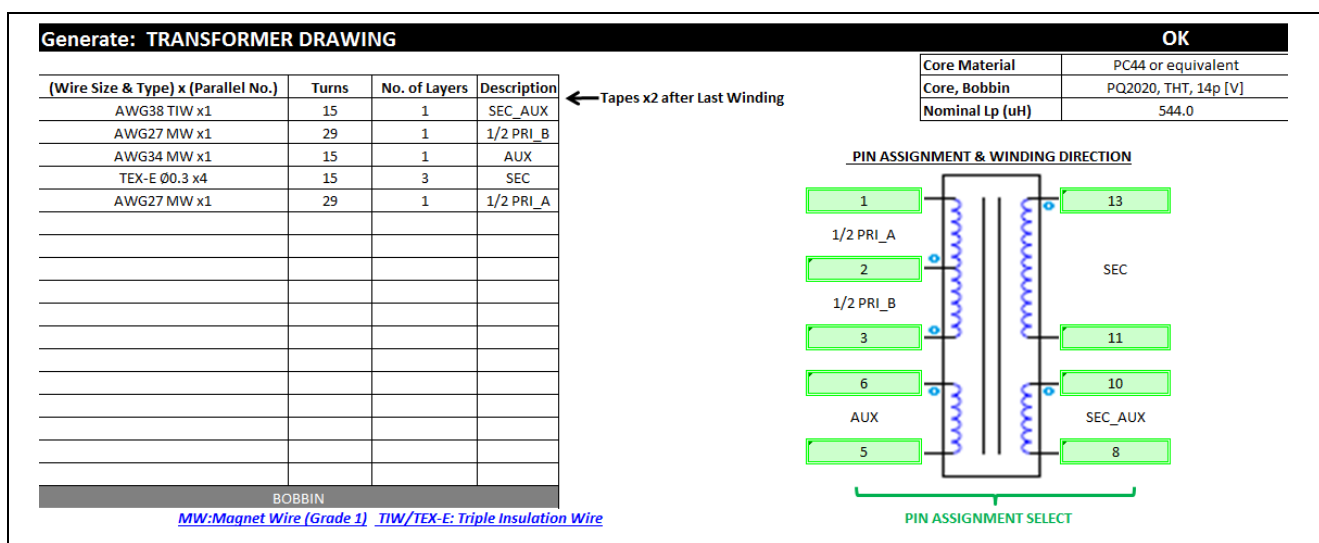 Generate: TRANSFORMER DRAWING OK
Core Material PC44 or equivalent
Core, Bobbin PQ2020, THT, 14p [V]
Nominal Lp (uH) 544.0
(Wire Size & Type) x (Parallel No.) Turns No. of Layers Description
Tapes x2 after Last Winding
AWG38 TIW x1 15 1 SEC_AUX
AWG27 MW x1 29 1 1/2 PRI_B
AWG34 MW x1 15 1 AUX
TEX-E Ø0.3 x4 15 3 SEC
AWG27 MW x1 29 1 1/2 PRI_A
BOBBIN
MW:Magnet Wire (Grade 1) TIW/TEX-E: Triple Insulation Wire
PIN ASSIGNMENT & WINDING DIRECTION
1 13
1/2 PRI_A
2 SEC
1/2 PRI_B
3 11
6 10
AUX SEC_AUX
5 8
PIN ASSIGNMENT SELECT